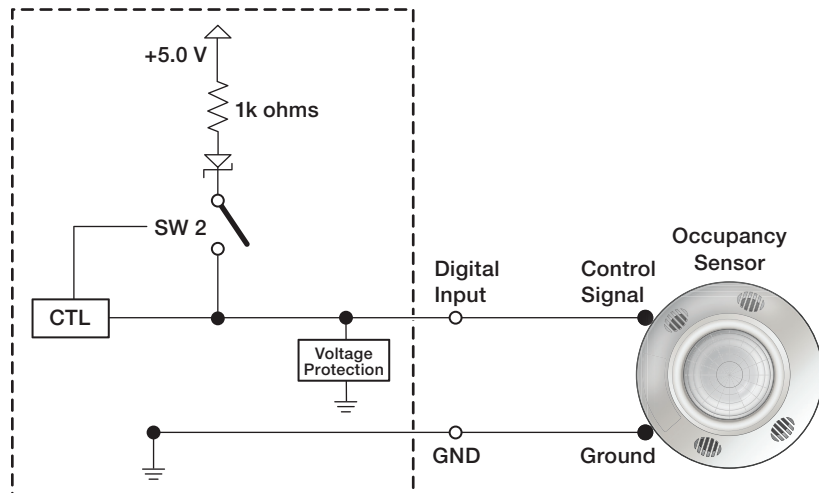 +5.0 V
1k ohms
SW 2
CTL
Voltage
Protection
Digital
Input
GND
Control
Signal
Ground
Occupancy
Sensor